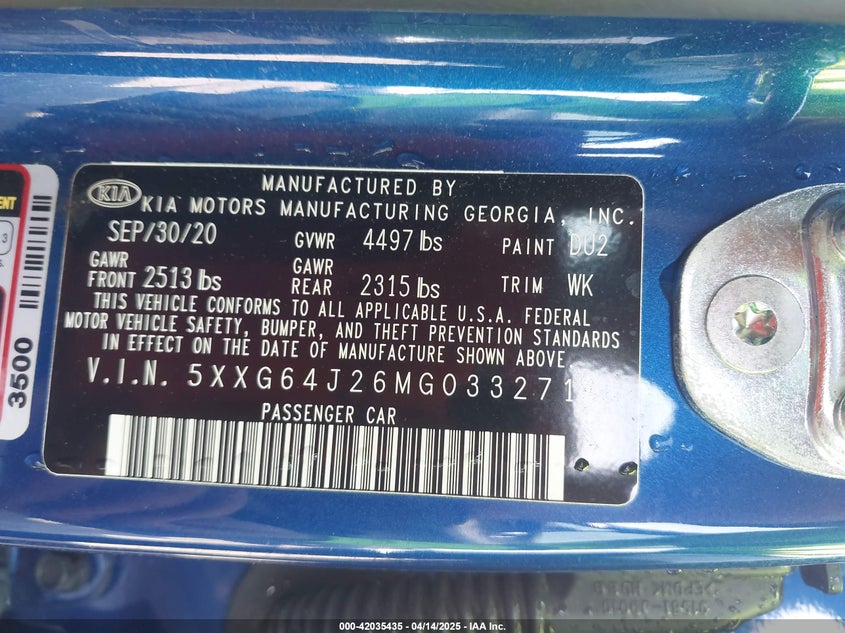 MANUFACTURED BY
KIA KIA MOTORS MANUFACTURING GEORGIA, INC.
SEP/30/20 GVWR 4497 lbs PAINT DU2
GAWR FRONT 2513 lbs GAWR REAR 2315 lbs TRIM WK
THIS VEHICLE CONFORMS TO ALL APPLICABLE U.S.A. FEDERAL
MOTOR VEHICLE SAFETY, BUMPER, AND THEFT PREVENTION STANDARDS
IN EFFECT ON THE DATE OF MANUFACTURE SHOWN ABOVE.
V.I.N. 5XXG64J26MG033271
PASSENGER CAR
3500
000-42035435 - 04/14/2025 - IAA Inc.